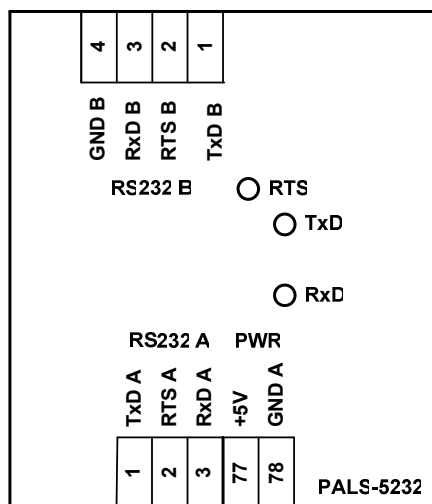 4 3 2 1
GND B RxD B RTS B TxD B
RS232 B RTS
TxD
RxD
RS232 A PWR
TxD A RTS A RxD A +5V GND A
1 2 3 77 78
PALS-5232